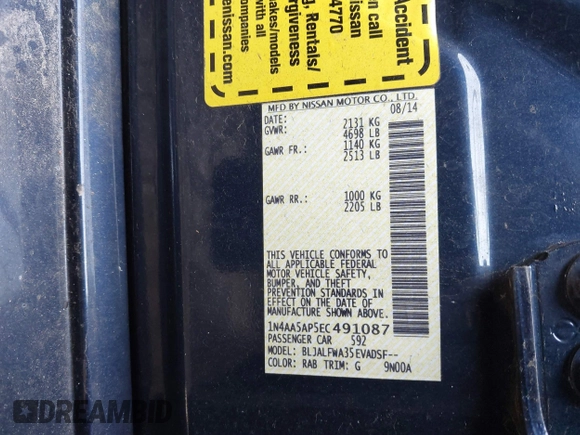 Accident
on call
issan
4770
g, Rentals/
rgiveness
akes/models
with all
ompanies
enissan.com
MFD BY NISSAN MOTOR CO., LTD.
DATE: 08/14
GVWR: 2131 KG
4698 LB
GAWR FR.: 1140 KG
2513 LB
GAWR RR.: 1000 KG
2205 LB
THIS VEHICLE CONFORMS TO
ALL APPLICABLE FEDERAL
MOTOR VEHICLE SAFETY,
BUMPER, AND THEFT
PREVENTION STANDARDS IN
EFFECT ON THE DATE OF
MANUFACTURE SHOWN ABOVE.
1N4AA5AP5EC491087
PASSENGER CAR 592
MODEL: BLJALFWA35EVADSF--
COLOR: RAB TRIM: G 9N00A
DREAMBID